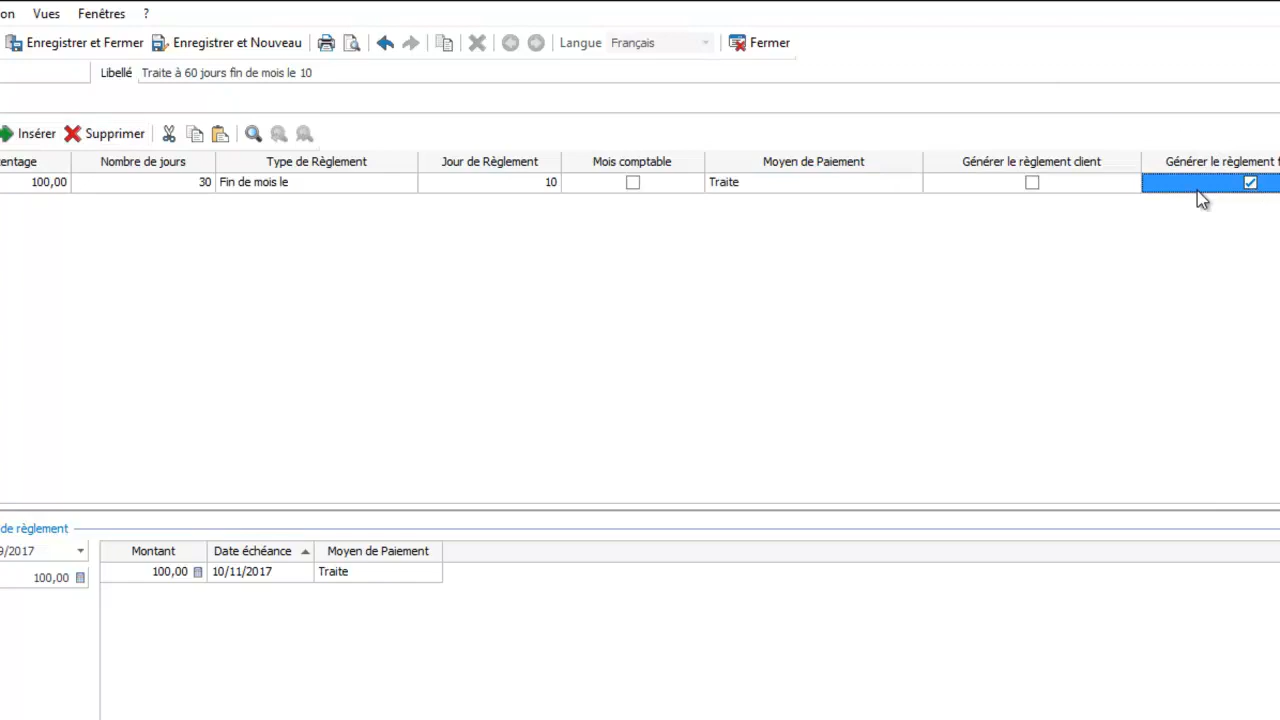 on Vues Fenêtres ?
Enregistrer et Fermer Enregistrer et Nouveau Langue Français Fermer
Libellé Traite à 60 jours fin de mois le 10
Insérer Supprimer
entage Nombre de jours Type de Règlement Jour de Règlement Mois comptable Moyen de Paiement Générer le règlement client Générer le règlement f
100,00 30 Fin de mois le 10 Traite
de règlement
9/2017 Montant Date échéance Moyen de Paiement
100,00 100,00 10/11/2017 Traite